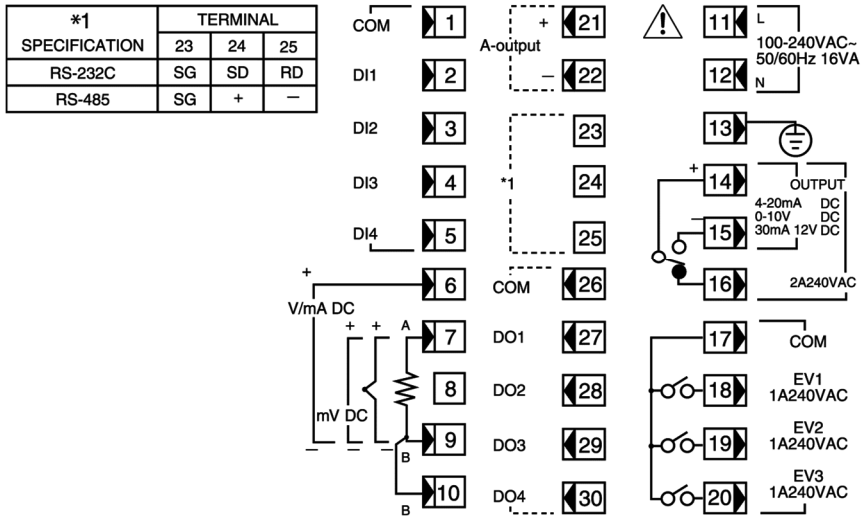 *1 TERMINAL
SPECIFICATION 23 24 25
RS-232C SG SD RD
RS-485 SG + −
COM 1
DI1 2
DI2 3
DI3 4
DI4 5
+ 6
V/mA DC
+ + A 7
8
mV DC
− − − B 9
B 10
+ 21
A-output
− 22
23
*1 24
25
COM 26
DO1 27
DO2 28
DO3 29
DO4 30
! 11 L
100-240VAC~
50/60Hz 16VA
12 N
13
+ 14 OUTPUT
4-20mA DC
0-10V DC
− 15 30mA 12V DC
16 2A240VAC
17 COM
18 EV1
1A240VAC
19 EV2
1A240VAC
20 EV3
1A240VAC